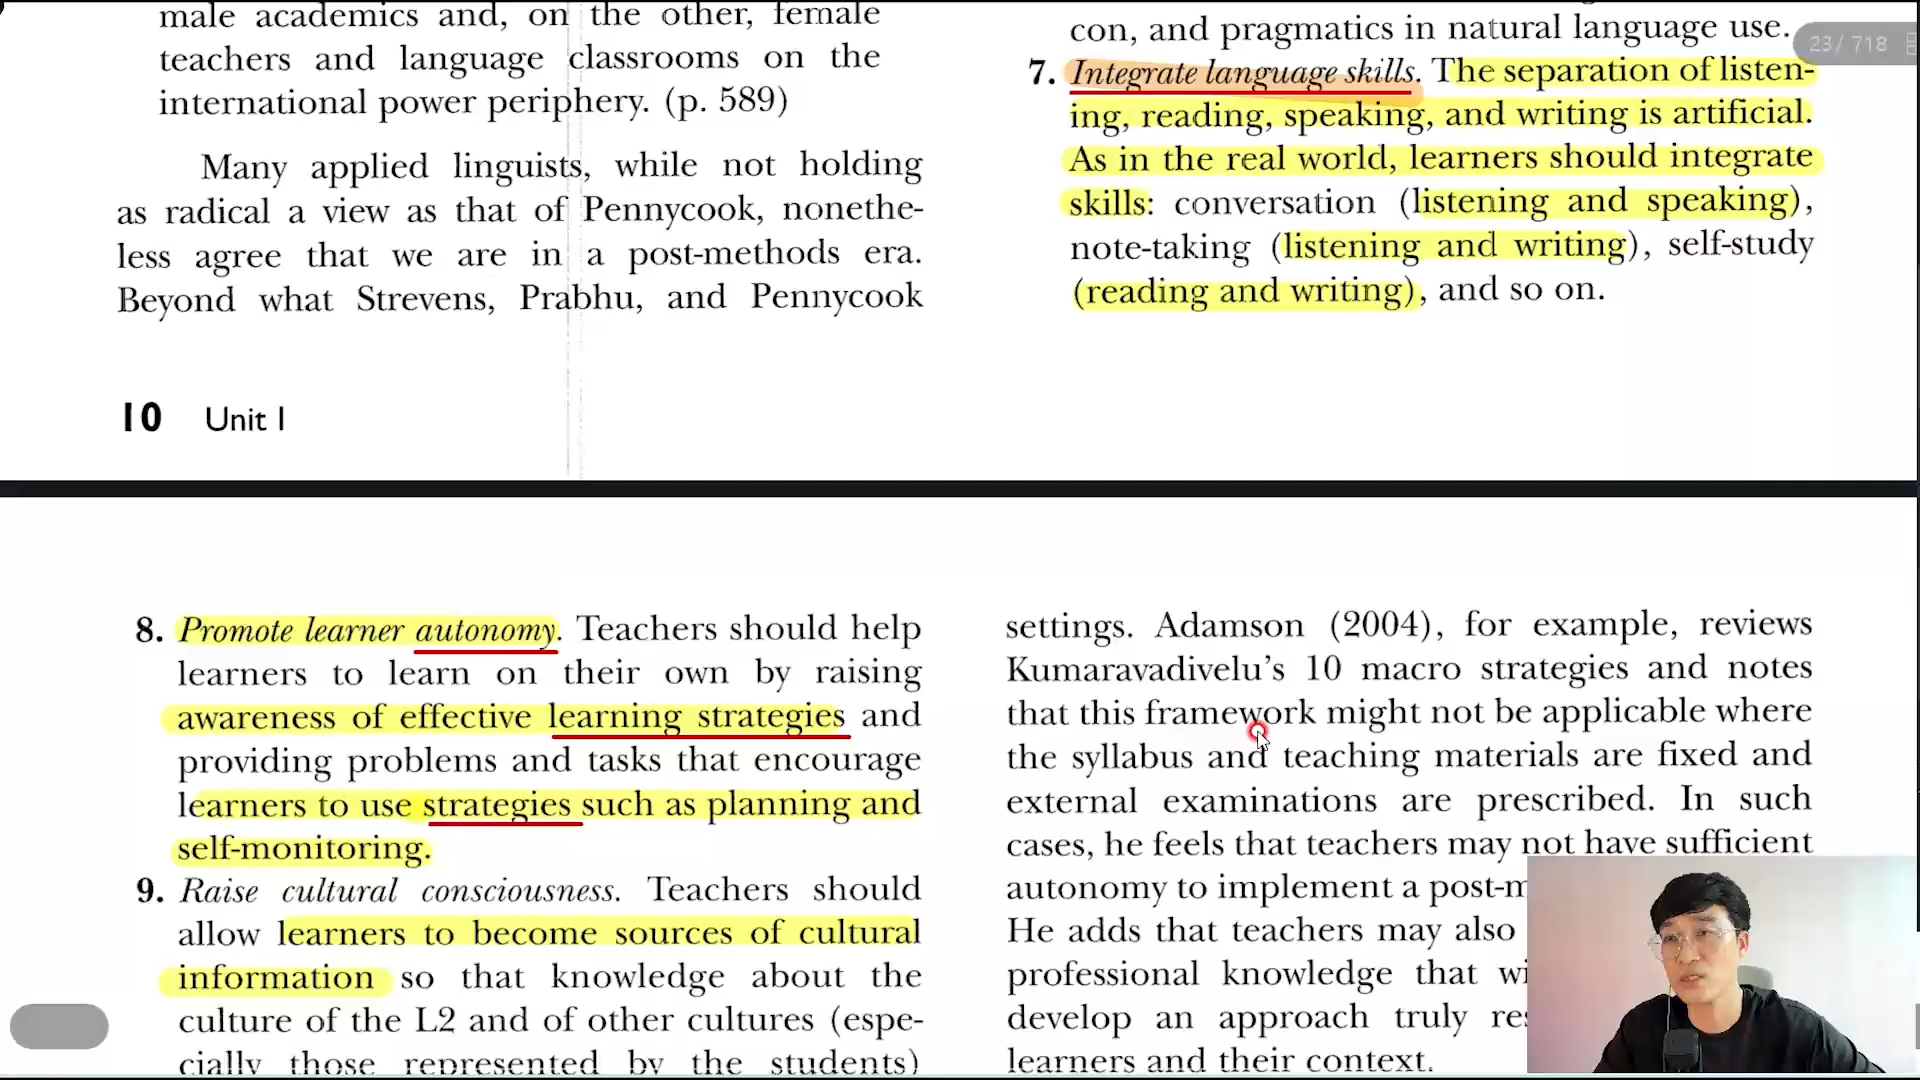 male academics and, on the other, female
teachers and language classrooms on the
international power periphery. (p. 589)
Many applied linguists, while not holding
as radical a view as that of Pennycook, nonethe-
less agree that we are in a post-methods era.
Beyond what Strevens, Prabhu, and Pennycook
10 Unit I
con, and pragmatics in natural language use.
23 / 718
7. Integrate language skills. The separation of listen-
ing, reading, speaking, and writing is artificial.
As in the real world, learners should integrate
skills: conversation (listening and speaking),
note-taking (listening and writing), self-study
(reading and writing), and so on.
8. Promote learner autonomy. Teachers should help
learners to learn on their own by raising
awareness of effective learning strategies and
providing problems and tasks that encourage
learners to use strategies such as planning and
self-monitoring.
9. Raise cultural consciousness. Teachers should
allow learners to become sources of cultural
information so that knowledge about the
culture of the L2 and of other cultures (espe-
cially those represented by the students)
settings. Adamson (2004), for example, reviews
Kumaravadivelu's 10 macro strategies and notes
that this framework might not be applicable where
the syllabus and teaching materials are fixed and
external examinations are prescribed. In such
cases, he feels that teachers may not have sufficient
autonomy to implement a post-m
He adds that teachers may also
professional knowledge that wi
develop an approach truly res
learners and their context.